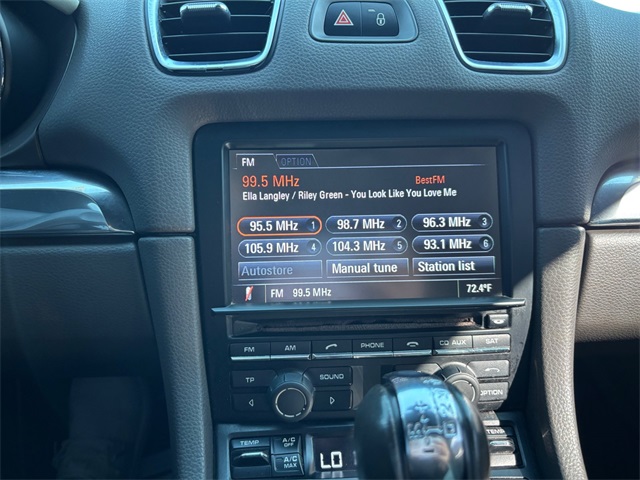 FM OPTION
99.5 MHz BestFM
Ella Langley / Riley Green - You Look Like You Love Me
95.5 MHz 1 98.7 MHz 2 96.3 MHz 3
105.9 MHz 4 104.3 MHz 5 93.1 MHz 6
Autostore Manual tune Station list
FM 99.5 MHz 72.4°F
FM AM PHONE CD AUX SAT
TP SOUND
OPTION
TEMP A/C OFF
A/C MAX
LO